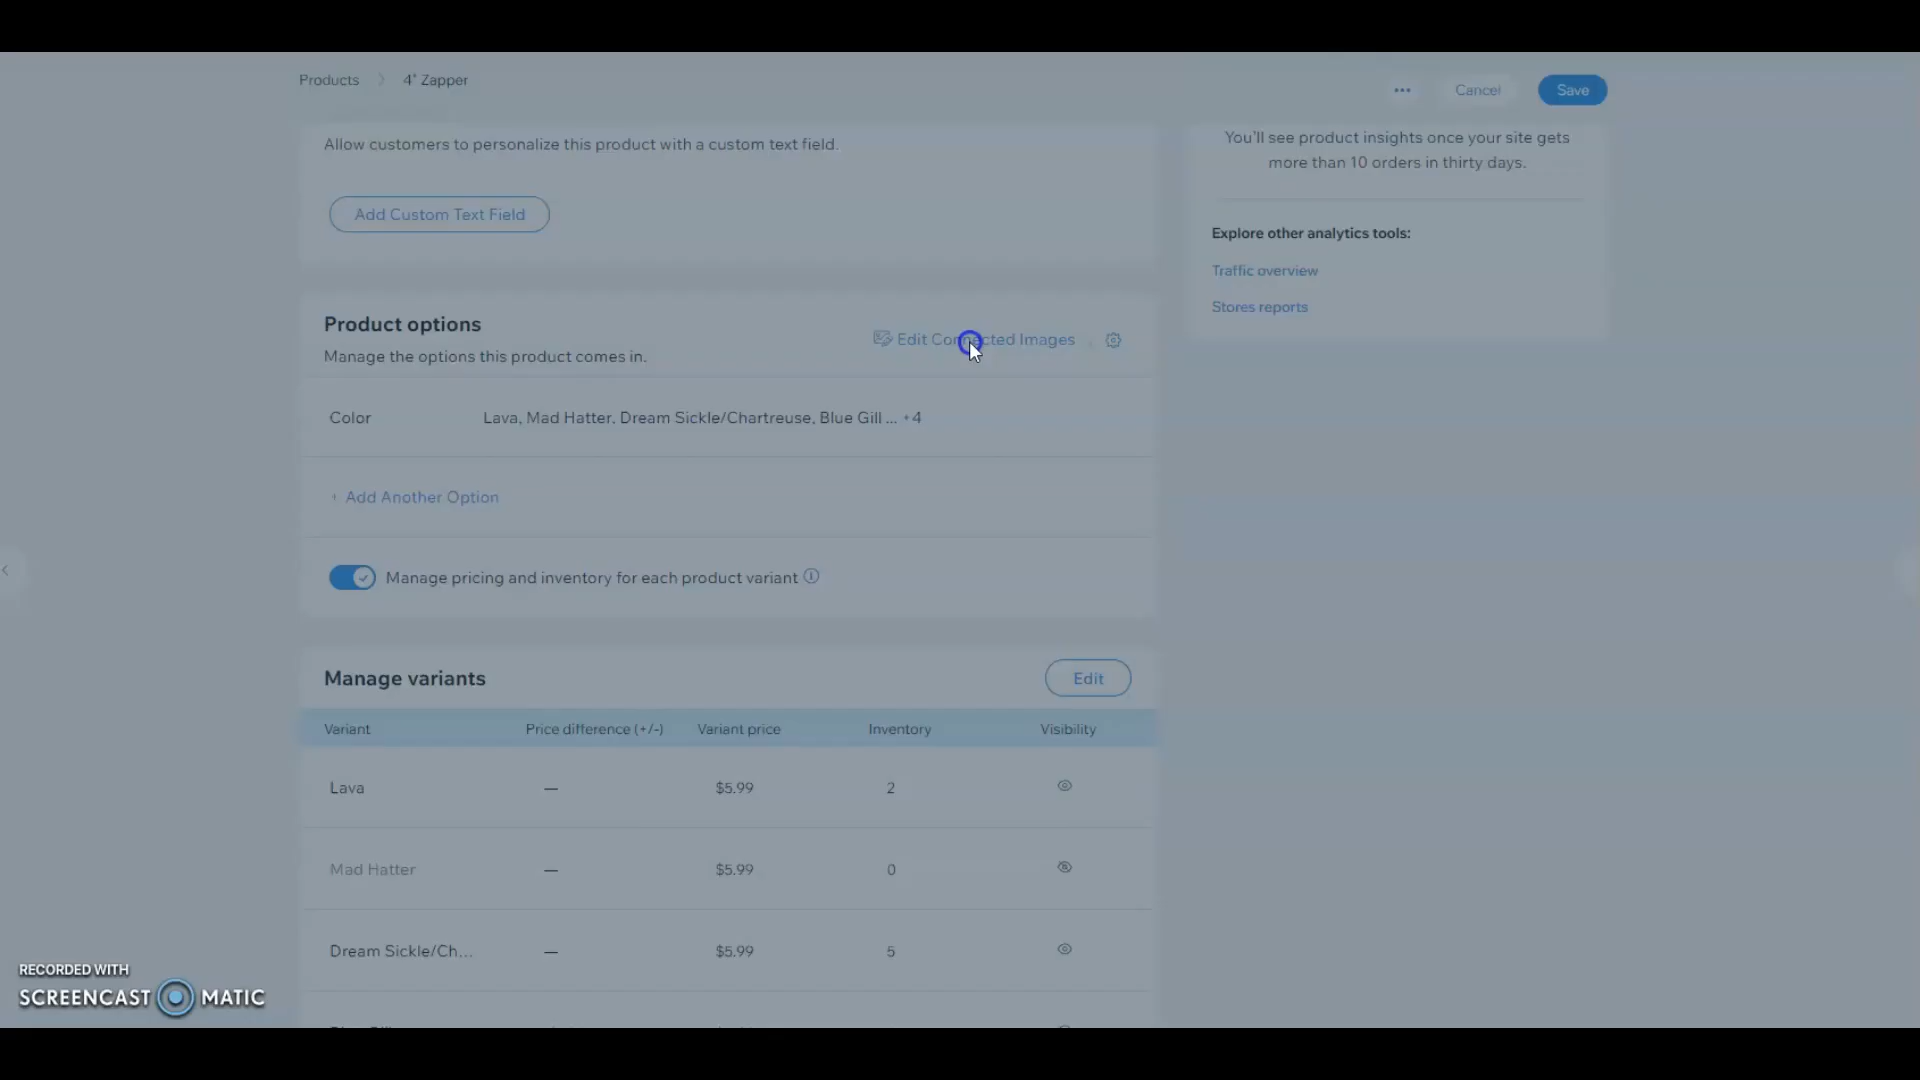 Products > 4" Zapper
Cancel
Save
Allow customers to personalize this product with a custom text field.
Add Custom Text Field
You'll see product insights once your site gets
more than 10 orders in thirty days.
Explore other analytics tools:
Traffic overview
Stores reports
Product options
Manage the options this product comes in.
Edit Connected Images
Color Lava, Mad Hatter, Dream Sickle/Chartreuse, Blue Gill ... +4
+ Add Another Option
Manage pricing and inventory for each product variant
Manage variants
Edit
Variant Price difference (+/-) Variant price Inventory Visibility
Lava — $5.99 2
Mad Hatter — $5.99 0
Dream Sickle/Ch... — $5.99 5
RECORDED WITH
SCREENCAST MATIC